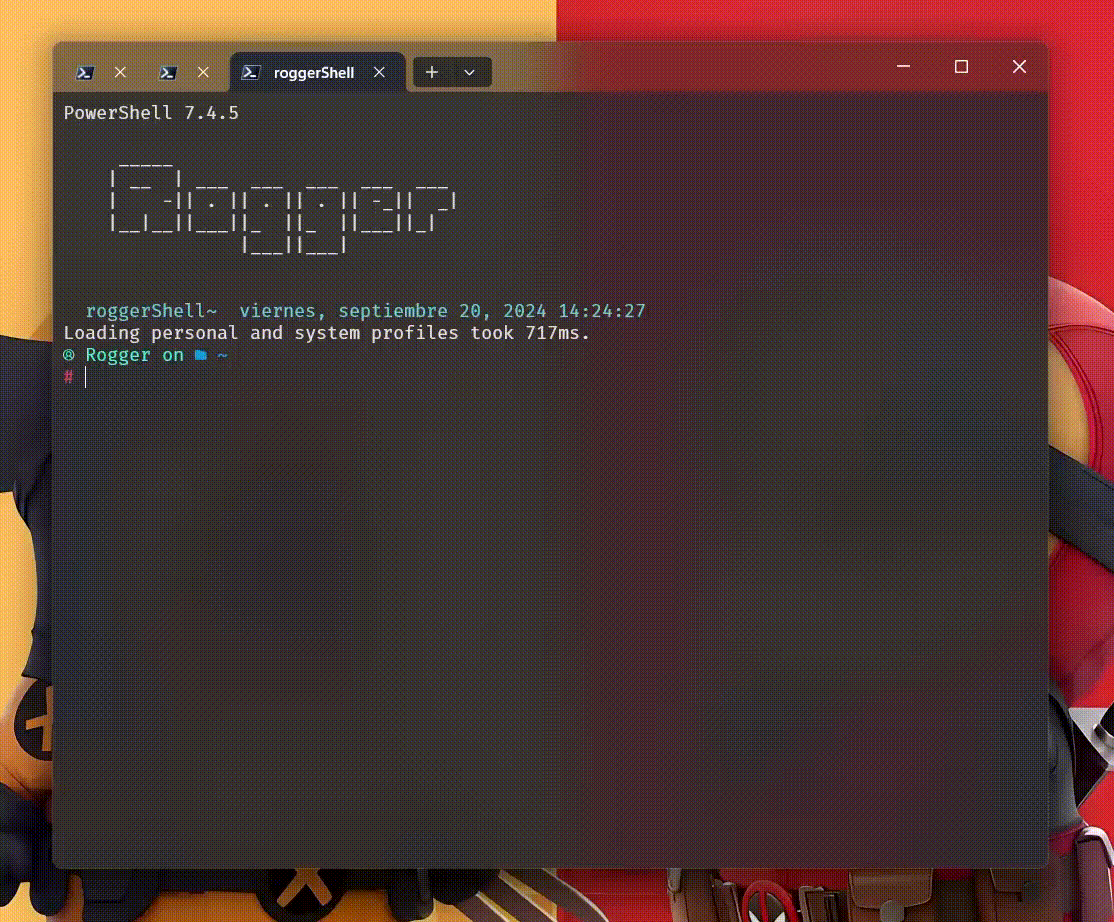 roggerShell
PowerShell 7.4.5
Rogger
roggerShell~  viernes, septiembre 20, 2024 14:24:27
Loading personal and system profiles took 717ms.
® Rogger on ~
#